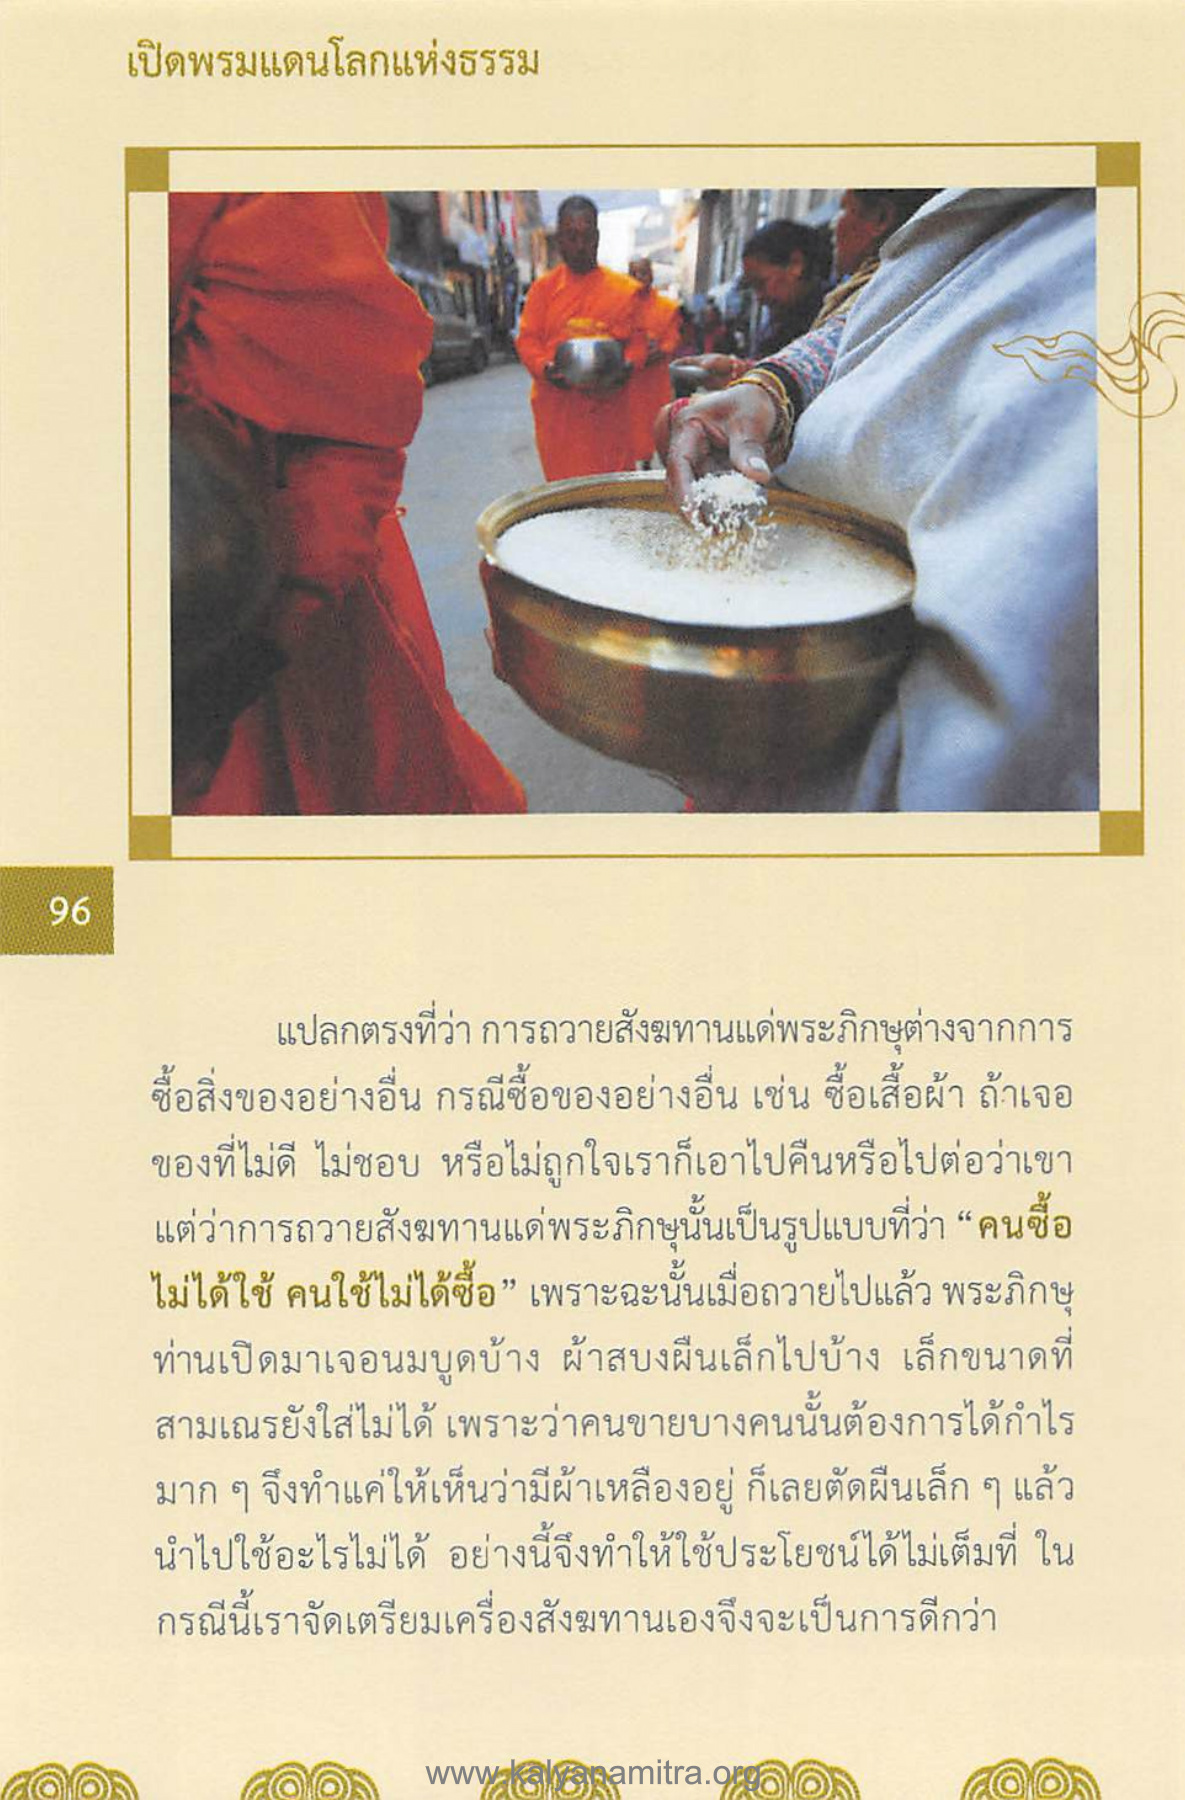 เปิดพรมแดนโลกแห่งธรรม
96
แปลกตรงที่ว่า การถวายสังฆทานแด่พระภิกษุต่างจากการ
ซื้อสิ่งของอย่างอื่น กรณีซื้อของอย่างอื่น เช่น ซื้อเสื้อผ้า ถ้าเจอ
ของที่ไม่ดี ไม่ชอบ หรือไม่ถูกใจเราก็เอาไปคืนหรือไปต่อว่าเขา
แต่ว่าการถวายสังฆทานแด่พระภิกษุนั้นเป็นรูปแบบที่ว่า “คนซื้อ
ไม่ได้ใช้ คนใช้ไม่ได้ซื้อ” เพราะฉะนั้นเมื่อถวายไปแล้ว พระภิกษุ
ท่านเปิดมาเจอนมบูดบ้าง ผ้าสบงผืนเล็กไปบ้าง เล็กขนาดที่
สามเณรยังใส่ไม่ได้ เพราะว่าคนขายบางคนนั้นต้องการได้กำไร
มาก ๆ จึงทำแค่ให้เห็นว่ามีผ้าเหลืองอยู่ ก็เลยตัดผืนเล็ก ๆ แล้ว
นำไปใช้อะไรไม่ได้ อย่างนี้จึงทำให้ใช้ประโยชน์ได้ไม่เต็มที่ ใน
กรณีนี้เราจัดเตรียมเครื่องสังฆทานเองจึงจะเป็นการดีกว่า
www.kalyanamitra.org